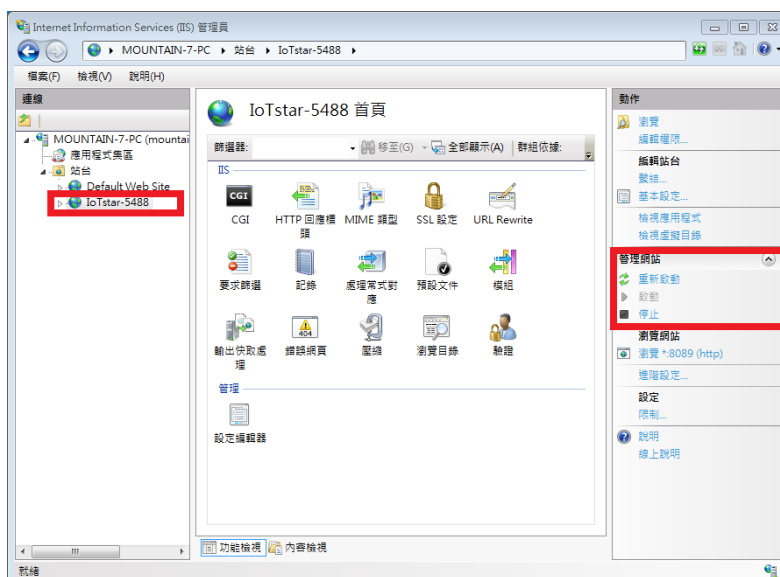 Internet Information Services (IIS) 管理員
MOUNTAIN-7-PC ▸ 站台 ▸ IoTstar-5488 ▸
檔案(F) 檢視(V) 說明(H)
連線
MOUNTAIN-7-PC (mountai
應用程式集區
站台
Default Web Site
IoTstar-5488
IoTstar-5488 首頁
篩選器: 移至(G) 全部顯示(A) 群組依據:
IIS
CGI
CGI
HTTP 回應標頭
MIME 類型
SSL 設定
URL Rewrite
要求篩選
記錄
處理常式對應
預設文件
模組
輸出快取處理
404
錯誤網頁
壓縮
瀏覽目錄
驗證
管理
設定編輯器
功能檢視 內容檢視
動作
瀏覽
編輯權限...
編輯站台
繫結...
基本設定...
檢視應用程式
檢視虛擬目錄
管理網站
重新啟動
啟動
停止
瀏覽網站
瀏覽 *:8089 (http)
進階設定...
設定
限制...
說明
線上說明
就緒